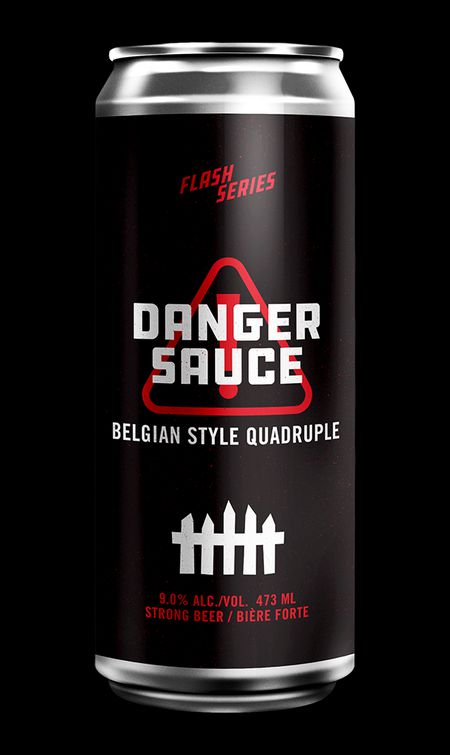 FLASH
SERIES
DANGER
SAUCE
BELGIAN STYLE QUADRUPLE
9.0% ALC./VOL. 473 ML
STRONG BEER / BIÈRE FORTE